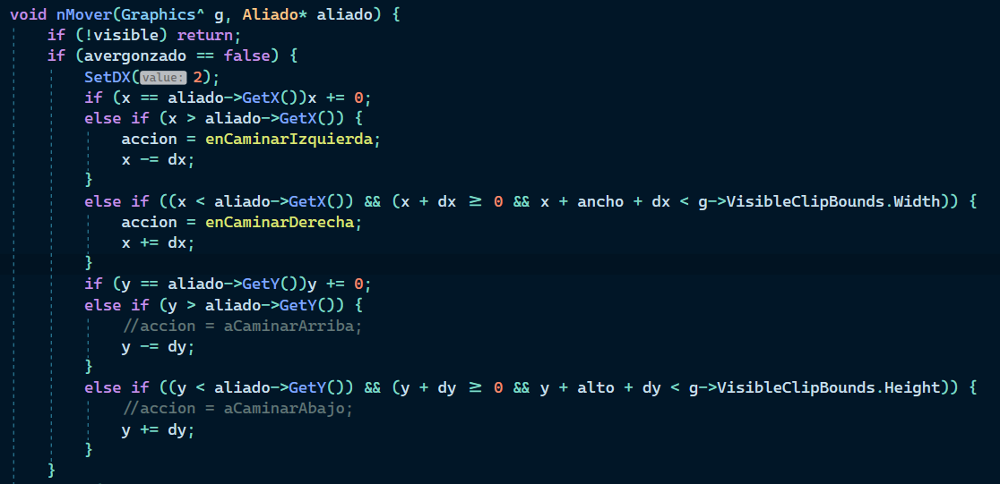 void nMover(Graphics^ g, Aliado* aliado) {
if (!visible) return;
if (avergonzado == false) {
SetDX(value: 2);
if (x == aliado->GetX())x += 0;
else if (x > aliado->GetX()) {
accion = enCaminarIzquierda;
x -= dx;
}
else if ((x < aliado->GetX()) && (x + dx ≥ 0 && x + ancho + dx < g->VisibleClipBounds.Width)) {
accion = enCaminarDerecha;
x += dx;
}
if (y == aliado->GetY())y += 0;
else if (y > aliado->GetY()) {
//accion = aCaminarArriba;
y -= dy;
}
else if ((y < aliado->GetY()) && (y + dy ≥ 0 && y + alto + dy < g->VisibleClipBounds.Height)) {
//accion = aCaminarAbajo;
y += dy;
}
}